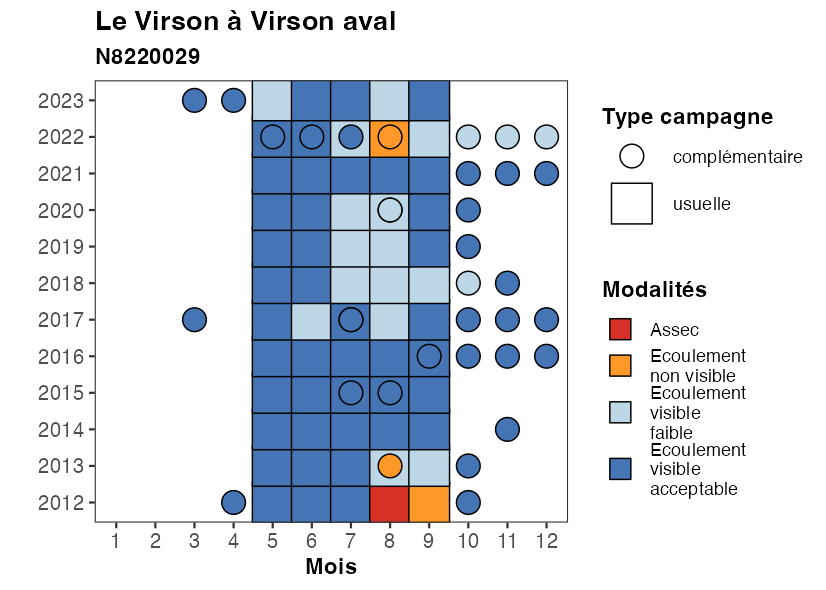 Le Virson à Virson aval
N8220029
2023
2022
2021
2020
2019
2018
2017
2016
2015
2014
2013
2012
1 2 3 4 5 6 7 8 9 10 11 12
Mois
Type campagne
complémentaire
usuelle
Modalités
Assec
Ecoulement
non visible
Ecoulement
visible
faible
Ecoulement
visible
acceptable